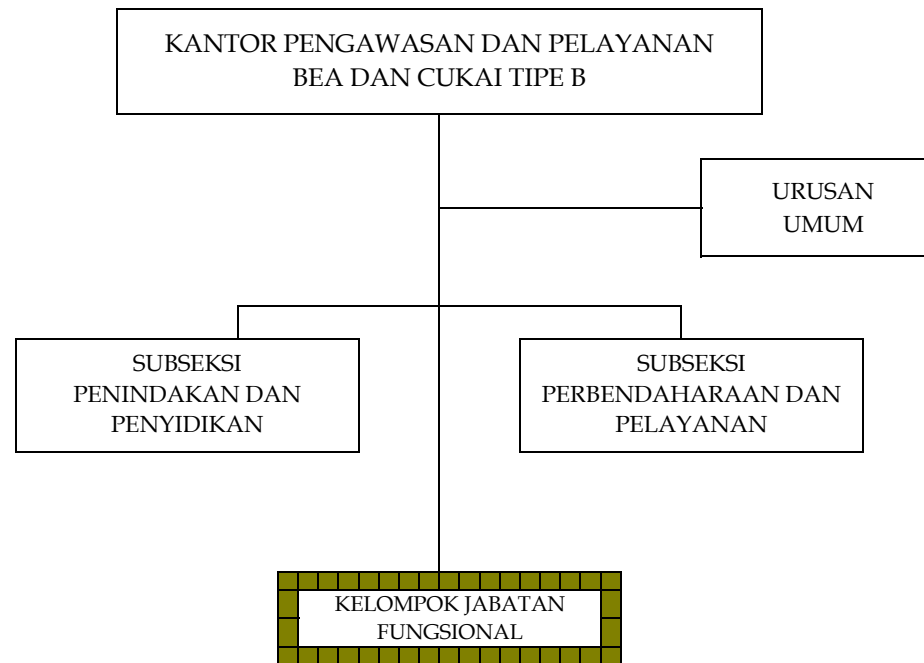 KANTOR PENGAWASAN DAN PELAYANAN
BEA DAN CUKAI TIPE B
URUSAN
UMUM
SUBSEKSI
PENINDAKAN DAN
PENYIDIKAN
SUBSEKSI
PERBENDAHARAAN DAN
PELAYANAN
KELOMPOK JABATAN
FUNGSIONAL